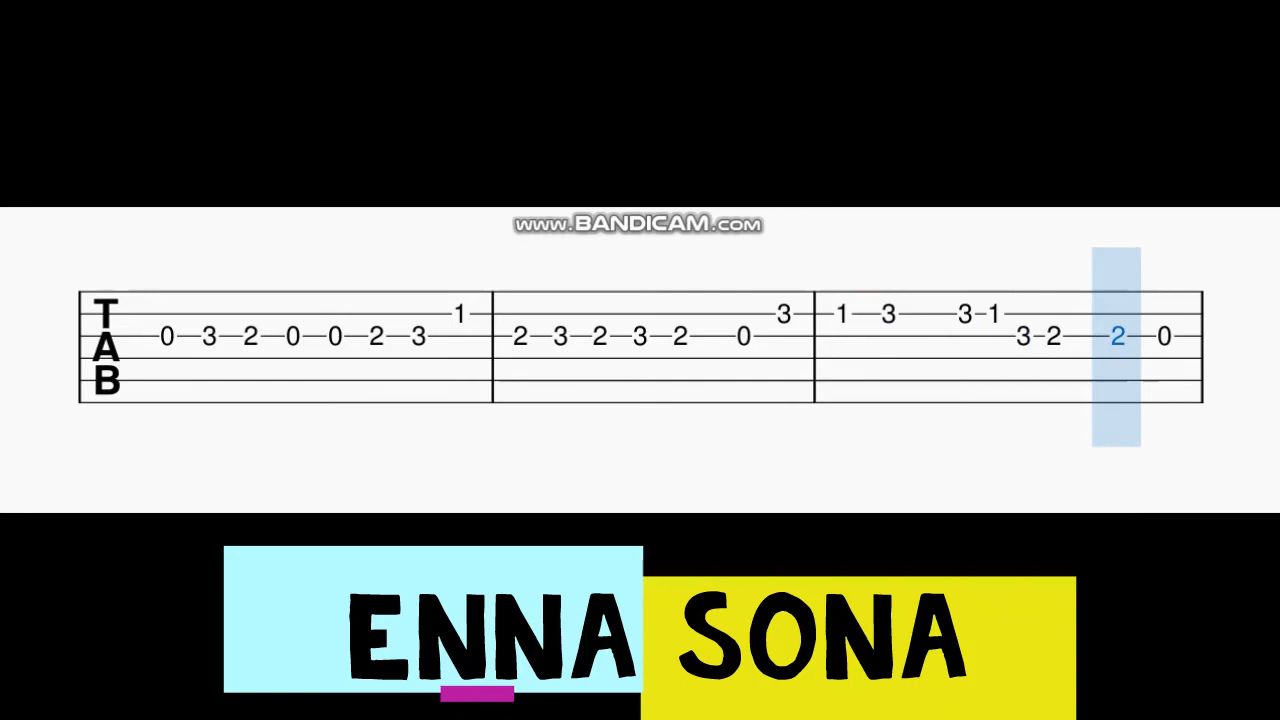 www.BANDICAM.com
T
1 3 1 3 3 1
A
0 3 2 0 0 2 3 2 3 2 3 2 0 3 2 2 0
B
ENNA SONA